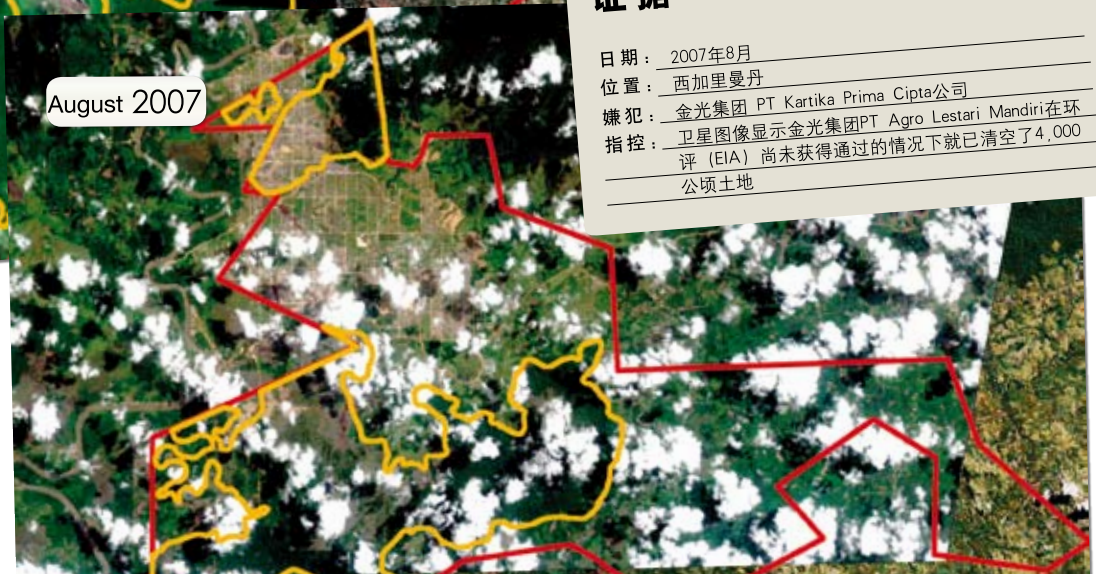 证据
日期： 2007年8月
位置： 西加里曼丹
嫌犯： 金光集团 PT Kartika Prima Cipta公司
指控： 卫星图像显示金光集团PT Agro Lestari Mandiri在环
评（EIA）尚未获得通过的情况下就已清空了4,000
公顷土地
August 2007